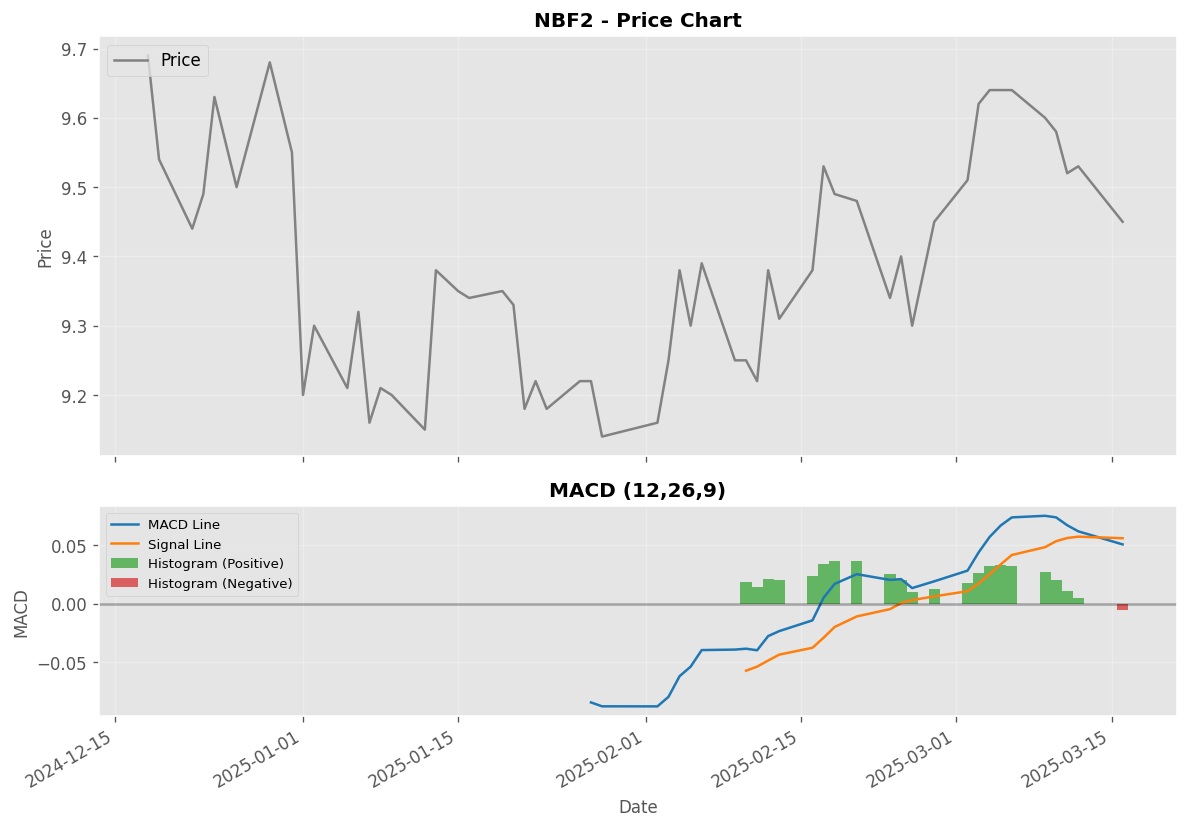 NBF2 - Price Chart
Price
9.7
9.6
9.5
9.4
9.3
9.2
Price
MACD (12,26,9)
MACD Line
Signal Line
Histogram (Positive)
Histogram (Negative)
0.05
0.00
−0.05
MACD
2024-12-15
2025-01-01
2025-01-15
2025-02-01
2025-02-15
2025-03-01
2025-03-15
Date